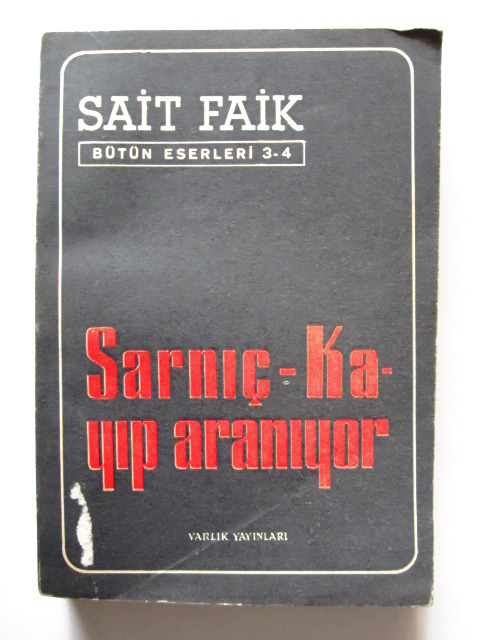 SAİT FAİK
BÜTÜN ESERLERİ 3-4
Sarnıç-Ka-
yıp aranıyor
VARLIK YAYINLARI